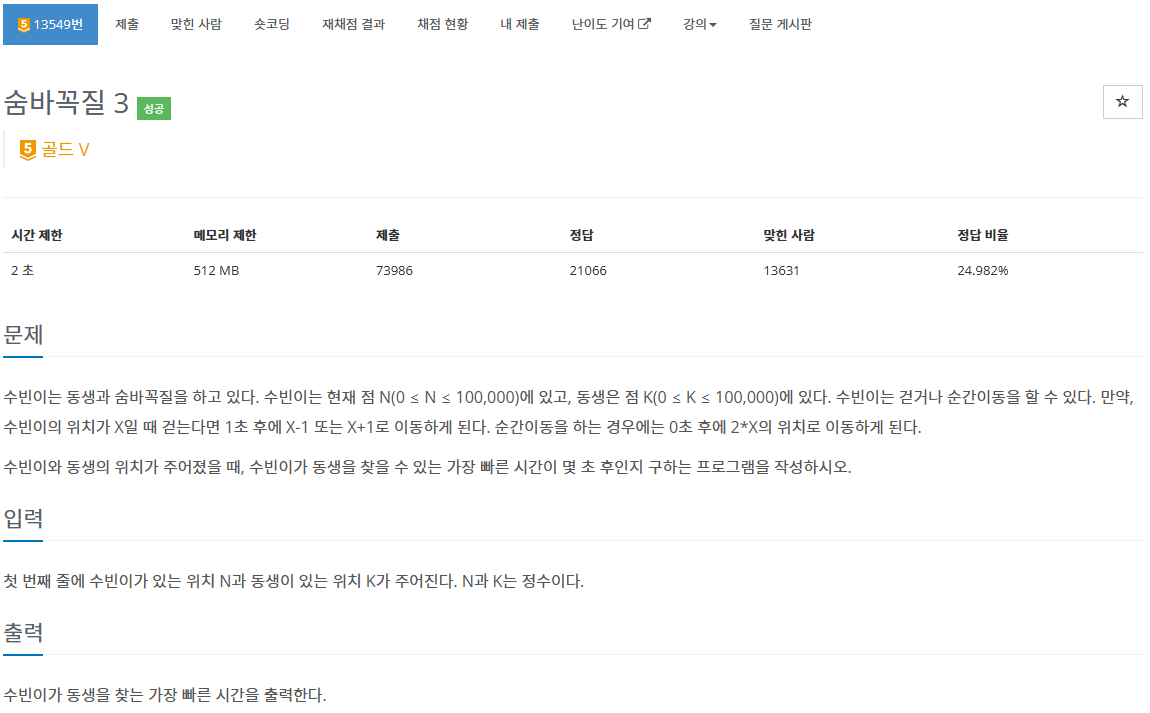 5 13549번 제출 맞힌 사람 숏코딩 재채점 결과 채점 현황 내 제출 난이도 기여 강의 질문 게시판
숨바꼭질 3 성공
5 골드 V
시간 제한 메모리 제한 제출 정답 맞힌 사람 정답 비율
2 초 512 MB 73986 21066 13631 24.982%
문제
수빈이는 동생과 숨바꼭질을 하고 있다. 수빈이는 현재 점 N(0 ≤ N ≤ 100,000)에 있고, 동생은 점 K(0 ≤ K ≤ 100,000)에 있다. 수빈이는 걷거나 순간이동을 할 수 있다. 만약,
수빈이의 위치가 X일 때 걷는다면 1초 후에 X-1 또는 X+1로 이동하게 된다. 순간이동을 하는 경우에는 0초 후에 2*X의 위치로 이동하게 된다.
수빈이와 동생의 위치가 주어졌을 때, 수빈이가 동생을 찾을 수 있는 가장 빠른 시간이 몇 초 후인지 구하는 프로그램을 작성하시오.
입력
첫 번째 줄에 수빈이가 있는 위치 N과 동생이 있는 위치 K가 주어진다. N과 K는 정수이다.
출력
수빈이가 동생을 찾는 가장 빠른 시간을 출력한다.